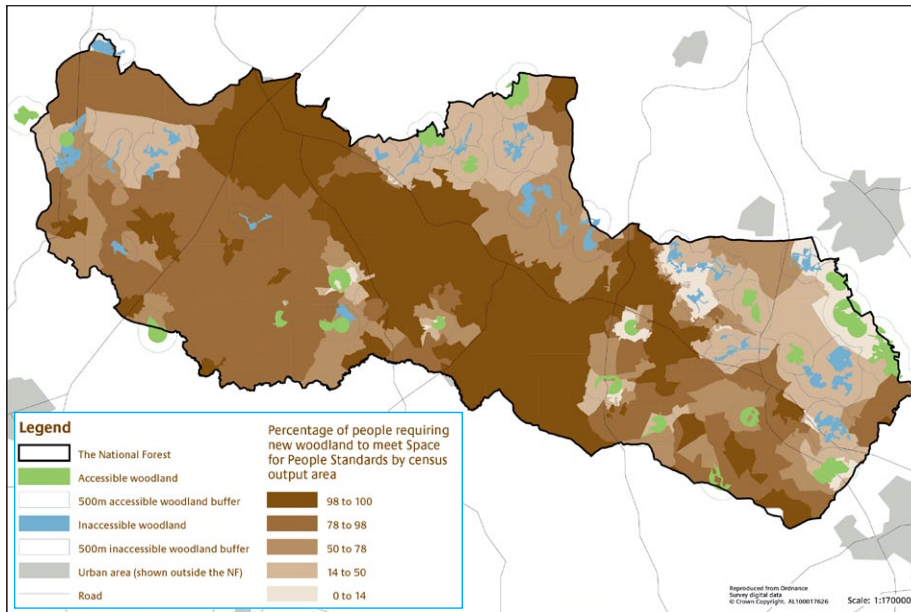 Legend
The National Forest
Accessible woodland
500m accessible woodland buffer
Inaccessible woodland
500m inaccessible woodland buffer
Urban area (shown outside the NF)
Road
Percentage of people requiring
new woodland to meet Space
for People Standards by census
output area
98 to 100
78 to 98
50 to 78
14 to 50
0 to 14
Reproduced from Ordnance
Survey digital data
© Crown Copyright. AL100017626
Scale: 1:170000